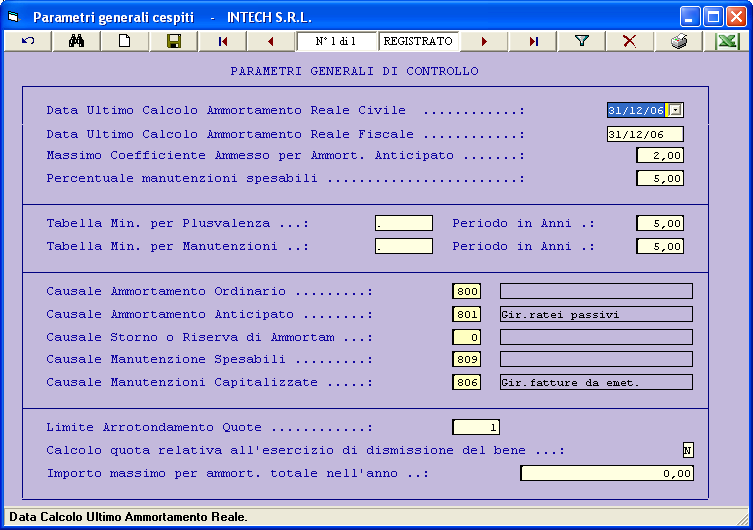 Parametri generali cespiti - INTECH S.R.L.
N° 1 di 1 REGISTRATO
PARAMETRI GENERALI DI CONTROLLO
Data Ultimo Calcolo Ammortamento Reale Civile ............: 31/12/06
Data Ultimo Calcolo Ammortamento Reale Fiscale ............: 31/12/06
Massimo Coefficiente Ammesso per Ammort. Anticipato .......: 2,00
Percentuale manutenzioni spesabili ........................: 5,00
Tabella Min. per Plusvalenza ...: . Periodo in Anni .: 5,00
Tabella Min. per Manutenzioni ..: . Periodo in Anni .: 5,00
Causale Ammortamento Ordinario .........: 800
Causale Ammortamento Anticipato ........: 801 Gir.ratei passivi
Causale Storno o Riserva di Ammortam ...: 0
Causale Manutenzione Spesabili .........: 809
Causale Manutenzioni Capitalizzate .....: 806 Gir.fatture da emet.
Limite Arrotondamento Quote ............: 1
Calcolo quota relativa all'esercizio di dismissione del bene ...: N
Importo massimo per ammort. totale nell'anno ..: 0,00
Data Calcolo Ultimo Ammortamento Reale.